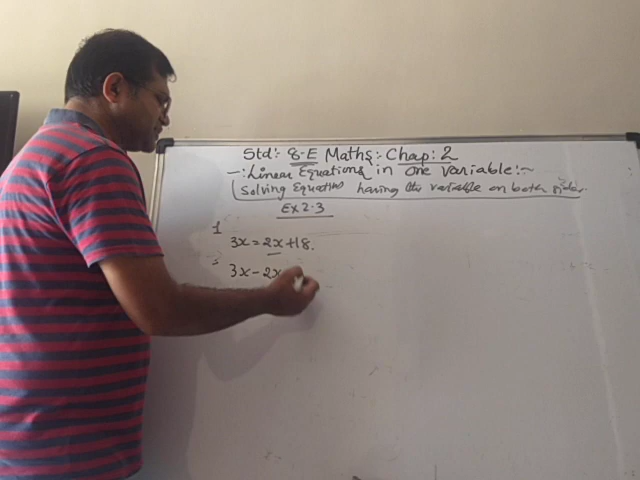 Std:- 8-E Maths:- Chap: 2
-: Linear Equations in one Variable:-
Solving Equations having the variable on both sides.
Ex 2.3
1
3x = 2x + 18.
3x - 2x